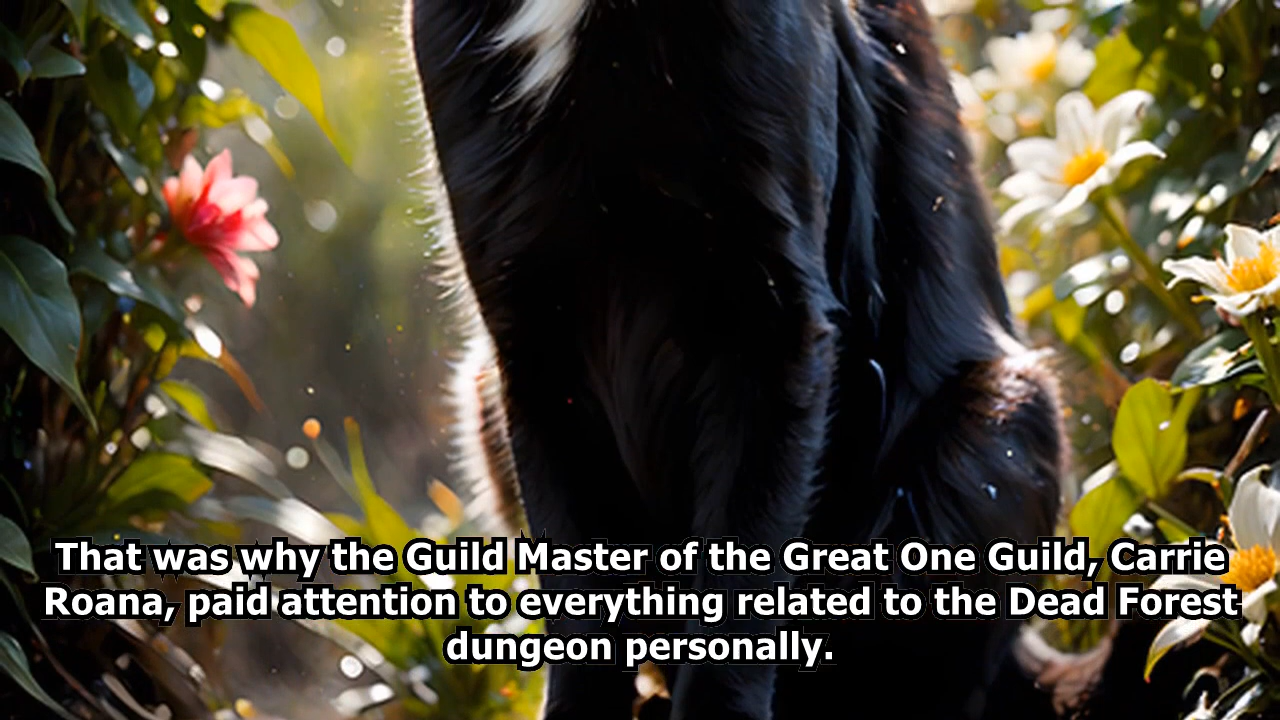 That was why the Guild Master of the Great One Guild, Carrie
Roana, paid attention to everything related to the Dead Forest
dungeon personally.